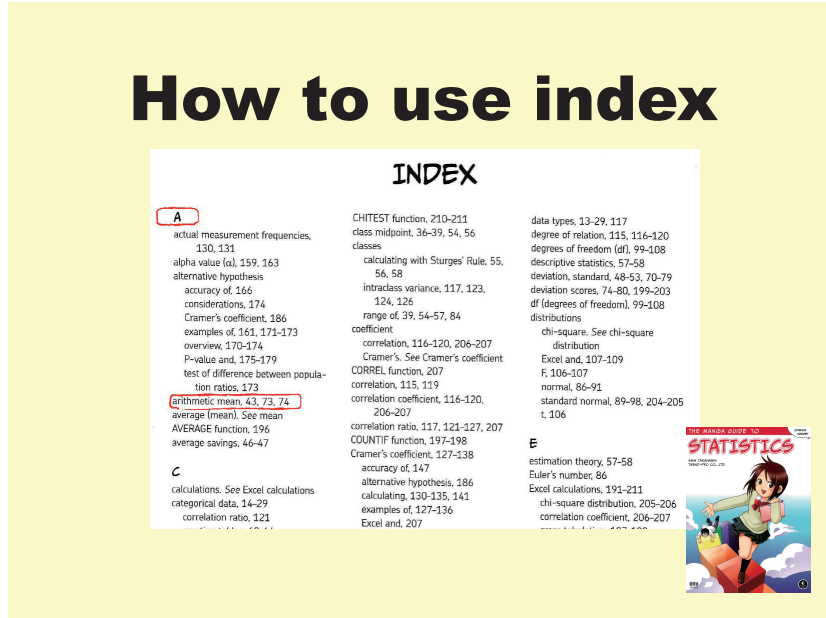 How to use index
INDEX
A
actual measurement frequencies,
130, 131
alpha value (α), 159, 163
alternative hypothesis
accuracy of, 166
considerations, 174
Cramer's coefficient, 186
examples of, 161, 171–173
overview, 170–174
P-value and, 175–179
test of difference between popula-
tion ratios, 173
arithmetic mean, 43, 73, 74
average (mean). See mean
AVERAGE function, 196
average savings, 46–47
C
calculations. See Excel calculations
categorical data, 14–29
correlation ratio, 121
CHITEST function, 210–211
class midpoint, 36–39, 54, 56
classes
calculating with Sturges' Rule, 55,
56, 58
intraclass variance, 117, 123,
124, 126
range of, 39, 54–57, 84
coefficient
correlation, 116–120, 206–207
Cramer's. See Cramer's coefficient
CORREL function, 207
correlation, 115, 119
correlation coefficient, 116–120,
206–207
correlation ratio, 117, 121–127, 207
COUNTIF function, 197–198
Cramer's coefficient, 127–138
accuracy of, 147
alternative hypothesis, 186
calculating, 130–135, 141
examples of, 127–136
Excel and, 207
data types, 13–29, 117
degree of relation, 115, 116–120
degrees of freedom (df), 99–108
descriptive statistics, 57–58
deviation, standard, 48–53, 70–79
deviation scores, 74–80, 199–203
df (degrees of freedom), 99–108
distributions
chi-square. See chi-square
distribution
Excel and, 107–109
F, 106–107
normal, 86–91
standard normal, 89–98, 204–205
t, 106
E
estimation theory, 57–58
Euler's number, 86
Excel calculations, 191–211
chi-square distribution, 205–206
correlation coefficient, 206–207
THE MANGA GUIDE TO
STATISTICS
TREND-PRO CO., LTD.